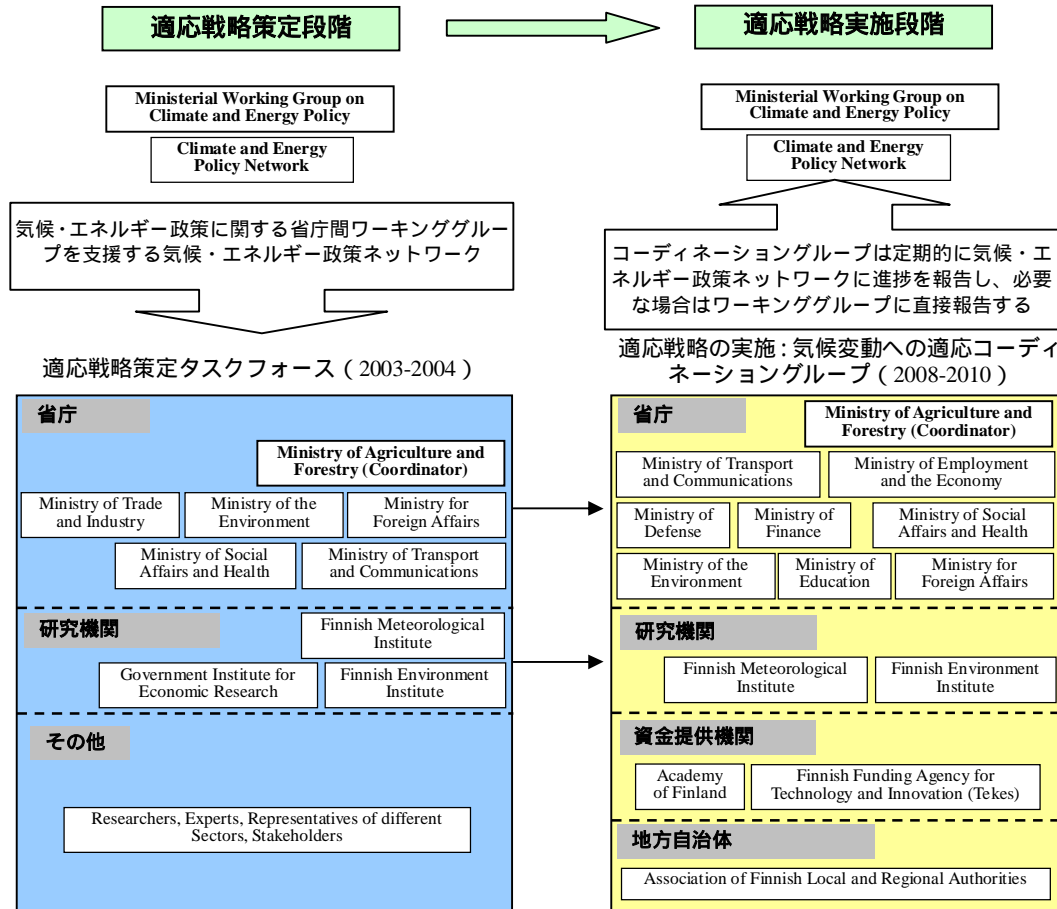 適応戦略策定段階
適応戦略実施段階
Ministerial Working Group on
Climate and Energy Policy
Climate and Energy
Policy Network
気候・エネルギー政策に関する省庁間ワーキンググルー
プを支援する気候・エネルギー政策ネットワーク
適応戦略策定タスクフォース（2003-2004）
省庁
Ministry of Agriculture and
Forestry (Coordinator)
Ministry of Trade
and Industry
Ministry of the
Environment
Ministry for
Foreign Affairs
Ministry of Social
Affairs and Health
Ministry of Transport
and Communications
研究機関
Finnish Meteorological
Institute
Government Institute for
Economic Research
Finnish Environment
Institute
その他
Researchers, Experts, Representatives of different
Sectors, Stakeholders
Ministerial Working Group on
Climate and Energy Policy
Climate and Energy
Policy Network
コーディネーショングループは定期的に気候・エ
ネルギー政策ネットワークに進捗を報告し、必要
な場合はワーキンググループに直接報告する
適応戦略の実施：気候変動への適応コーディ
ネーショングループ（2008-2010）
省庁
Ministry of Agriculture and
Forestry (Coordinator)
Ministry of Transport
and Communications
Ministry of Employment
and the Economy
Ministry of
Defense
Ministry of
Finance
Ministry of Social
Affairs and Health
Ministry of the
Environment
Ministry of
Education
Ministry for
Foreign Affairs
研究機関
Finnish Meteorological
Institute
Finnish Environment
Institute
資金提供機関
Academy
of Finland
Finnish Funding Agency for
Technology and Innovation (Tekes)
地方自治体
Association of Finnish Local and Regional Authorities